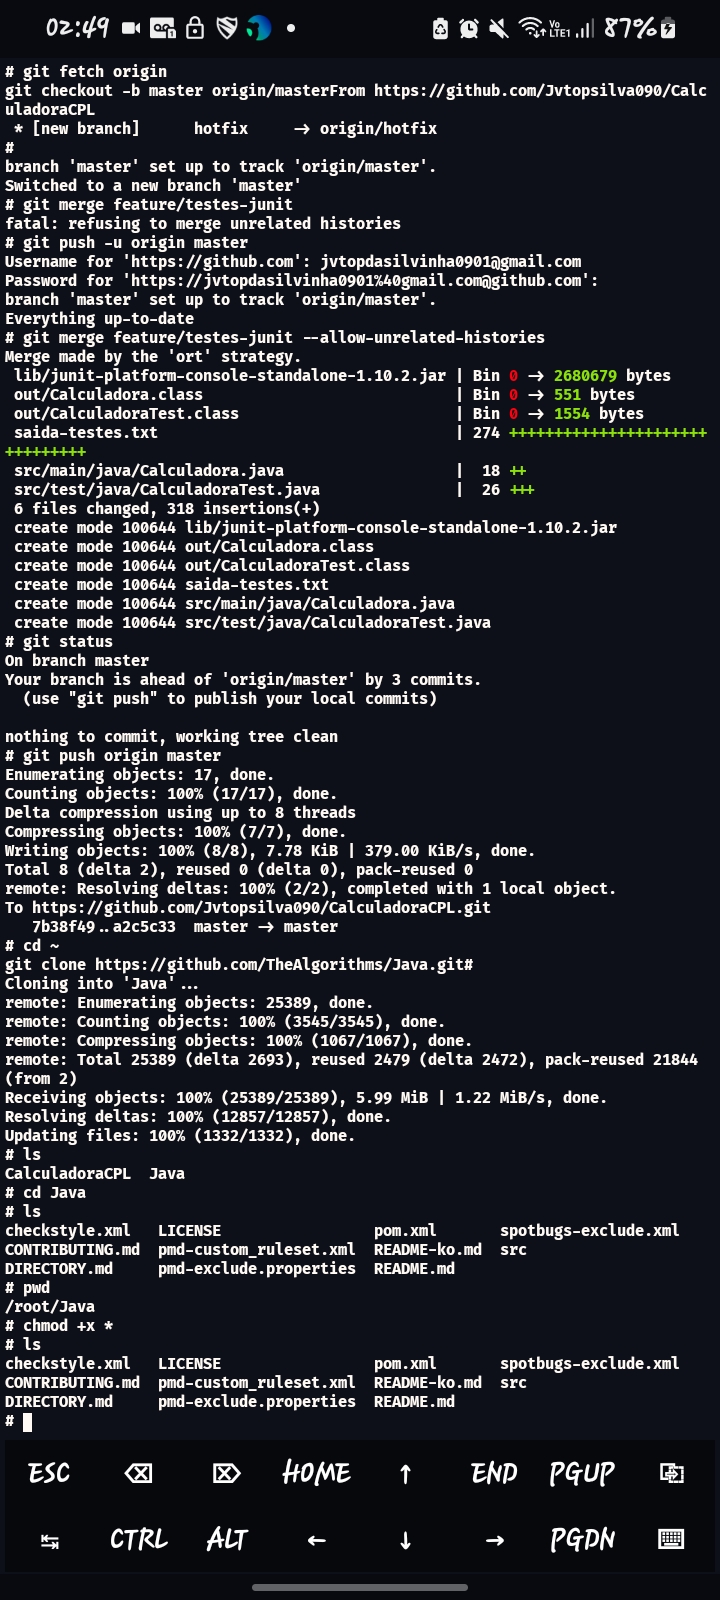 02:49 Vo LTE1 87%
# git fetch origin
git checkout -b master origin/masterFrom https://github.com/Jvtopsilva090/Calc
uladoraCPL
 * [new branch]      hotfix     -> origin/hotfix
#
branch 'master' set up to track 'origin/master'.
Switched to a new branch 'master'
# git merge feature/testes-junit
fatal: refusing to merge unrelated histories
# git push -u origin master
Username for 'https://github.com': jvtopdasilvinha0901@gmail.com
Password for 'https://jvtopdasilvinha0901%40gmail.com@github.com':
branch 'master' set up to track 'origin/master'.
Everything up-to-date
# git merge feature/testes-junit --allow-unrelated-histories
Merge made by the 'ort' strategy.
 lib/junit-platform-console-standalone-1.10.2.jar | Bin 0 -> 2680679 bytes
 out/Calculadora.class                            | Bin 0 -> 551 bytes
 out/CalculadoraTest.class                        | Bin 0 -> 1554 bytes
 saida-testes.txt                                 | 274 ++++++++++++++++++++++
+++++++++
 src/main/java/Calculadora.java                   |  18 ++
 src/test/java/CalculadoraTest.java               |  26 +++
 6 files changed, 318 insertions(+)
 create mode 100644 lib/junit-platform-console-standalone-1.10.2.jar
 create mode 100644 out/Calculadora.class
 create mode 100644 out/CalculadoraTest.class
 create mode 100644 saida-testes.txt
 create mode 100644 src/main/java/Calculadora.java
 create mode 100644 src/test/java/CalculadoraTest.java
# git status
On branch master
Your branch is ahead of 'origin/master' by 3 commits.
  (use "git push" to publish your local commits)

nothing to commit, working tree clean
# git push origin master
Enumerating objects: 17, done.
Counting objects: 100% (17/17), done.
Delta compression using up to 8 threads
Compressing objects: 100% (7/7), done.
Writing objects: 100% (8/8), 7.78 KiB | 379.00 KiB/s, done.
Total 8 (delta 2), reused 0 (delta 0), pack-reused 0
remote: Resolving deltas: 100% (2/2), completed with 1 local object.
To https://github.com/Jvtopsilva090/CalculadoraCPL.git
   7b38f49..a2c5c33  master -> master
# cd ~
git clone https://github.com/TheAlgorithms/Java.git#
Cloning into 'Java'...
remote: Enumerating objects: 25389, done.
remote: Counting objects: 100% (3545/3545), done.
remote: Compressing objects: 100% (1067/1067), done.
remote: Total 25389 (delta 2693), reused 2479 (delta 2472), pack-reused 21844
(from 2)
Receiving objects: 100% (25389/25389), 5.99 MiB | 1.22 MiB/s, done.
Resolving deltas: 100% (12857/12857), done.
Updating files: 100% (1332/1332), done.
# ls
CalculadoraCPL  Java
# cd Java
# ls
checkstyle.xml   LICENSE                 pom.xml       spotbugs-exclude.xml
CONTRIBUTING.md  pmd-custom_ruleset.xml  README-ko.md  src
DIRECTORY.md     pmd-exclude.properties  README.md
# pwd
/root/Java
# chmod +x *
# ls
checkstyle.xml   LICENSE                 pom.xml       spotbugs-exclude.xml
CONTRIBUTING.md  pmd-custom_ruleset.xml  README-ko.md  src
DIRECTORY.md     pmd-exclude.properties  README.md
#
ESC HOME ↑ END PGUP
CTRL ALT ← ↓ → PGDN